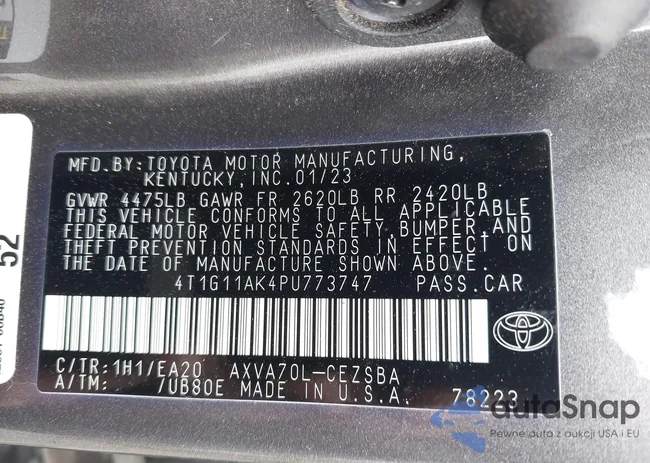 MFD.BY:TOYOTA MOTOR MANUFACTURING,
KENTUCKY,INC.01/23
GVWR 4475LB GAWR FR 2620LB RR 2420LB
THIS VEHICLE CONFORMS TO ALL APPLICABLE
FEDERAL MOTOR VEHICLE SAFETY,BUMPER,AND
THEFT PREVENTION STANDARDS IN EFFECT ON
THE DATE OF MANUFACTURE SHOWN ABOVE.
4T1G11AK4PU773747 PASS.CAR
C/TR:1H1/EA20 AXVA70L-CEZSBA
A/TM: /UB80E MADE IN U.S.A. 78223
52
autoSnap
Pewne auta z aukcji USA i EU